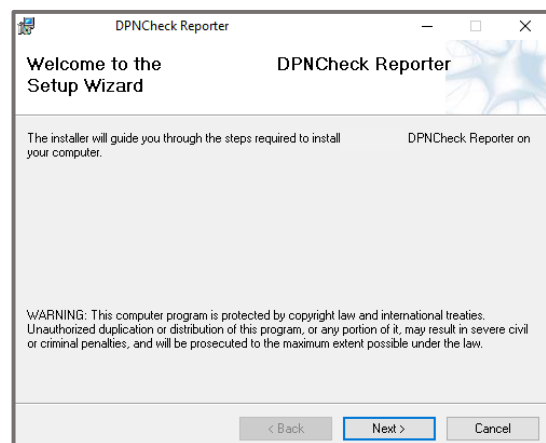 DPNCheck Reporter
Welcome to the DPNCheck Reporter
Setup Wizard
The installer will guide you through the steps required to install DPNCheck Reporter on
your computer.
WARNING: This computer program is protected by copyright law and international treaties.
Unauthorized duplication or distribution of this program, or any portion of it, may result in severe civil
or criminal penalties, and will be prosecuted to the maximum extent possible under the law.
< Back Next > Cancel